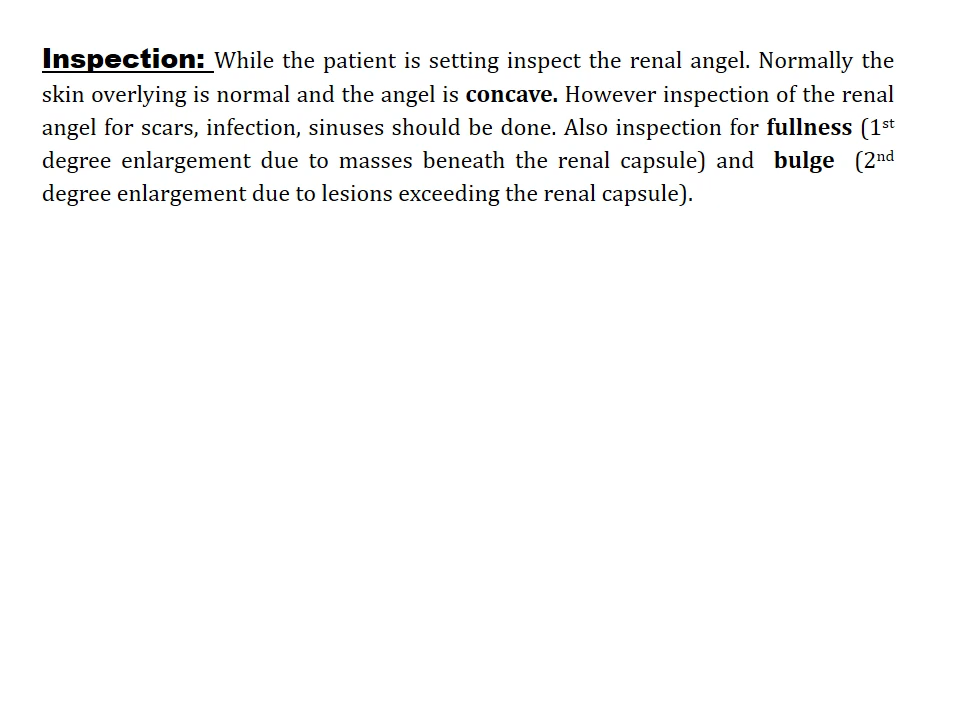 Inspection: While the patient is setting inspect the renal angel. Normally the
skin overlying is normal and the angel is concave. However inspection of the renal
angel for scars, infection, sinuses should be done. Also inspection for fullness (1st
degree enlargement due to masses beneath the renal capsule) and bulge (2nd
degree enlargement due to lesions exceeding the renal capsule).